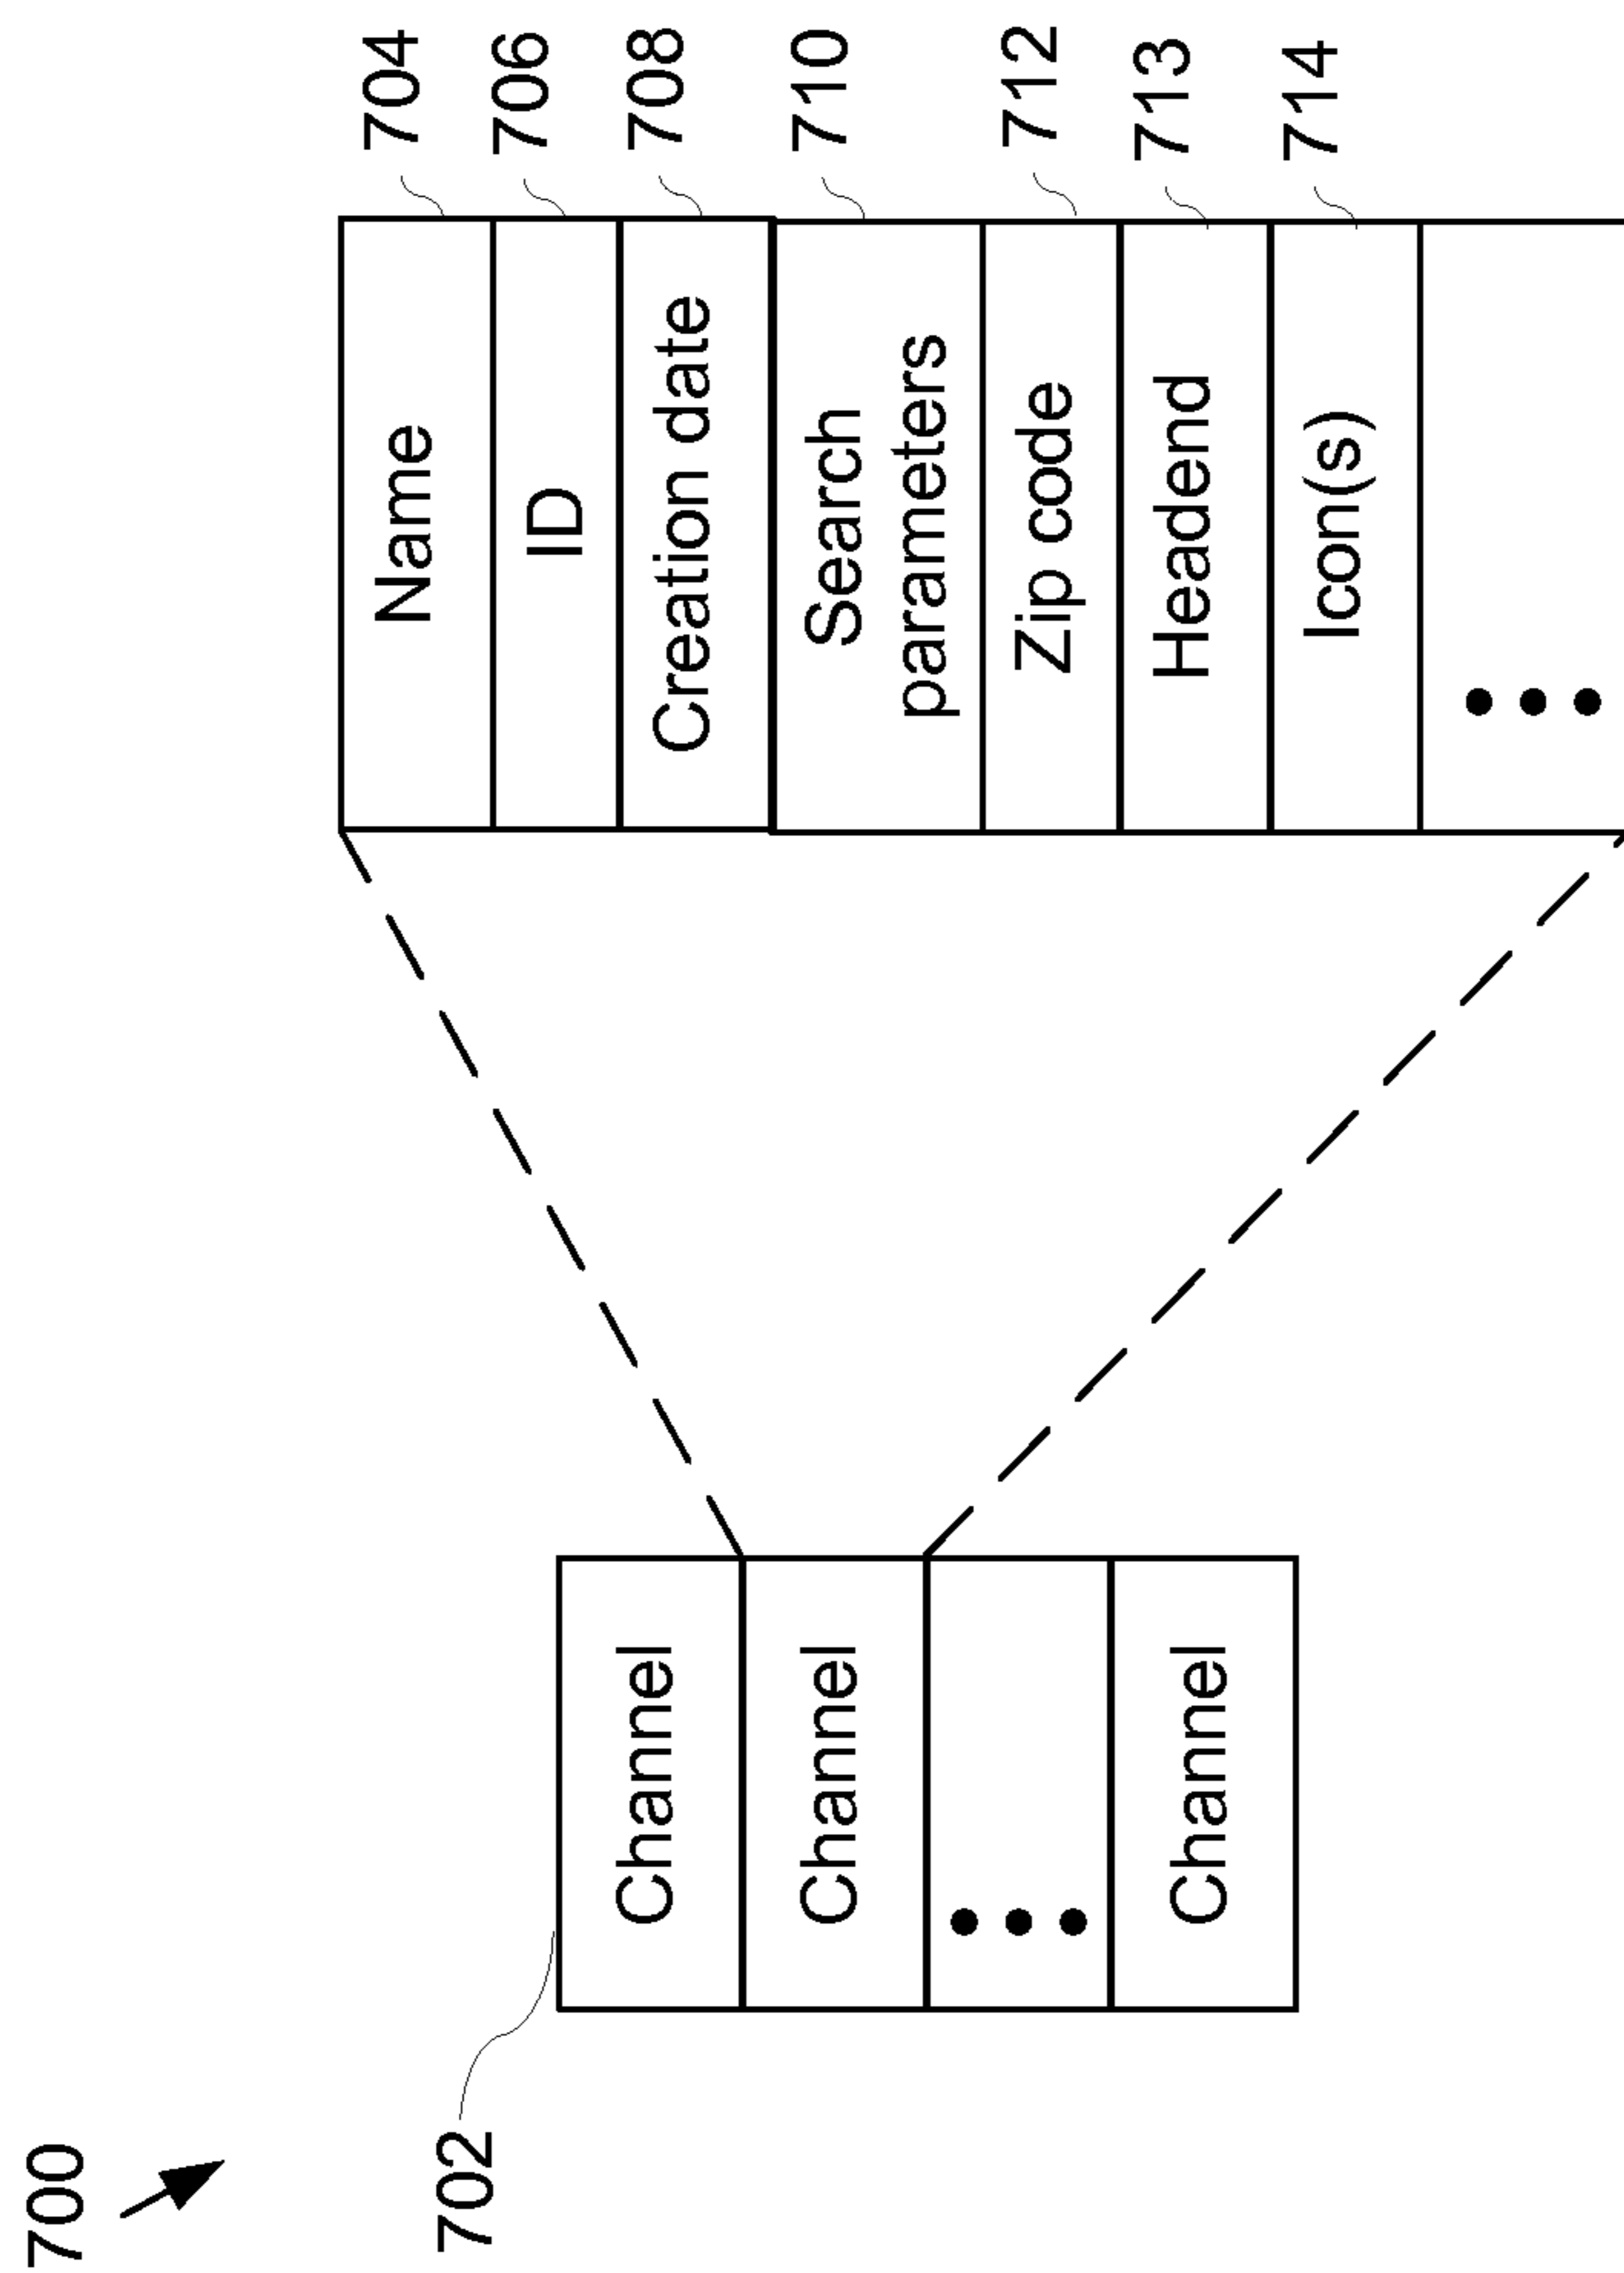 700
702
Channel
Channel
Channel
Name
704
ID
706
Creation date
708
Search
parameters
710
Zip code
712
Headend
713
Icon(s)
714